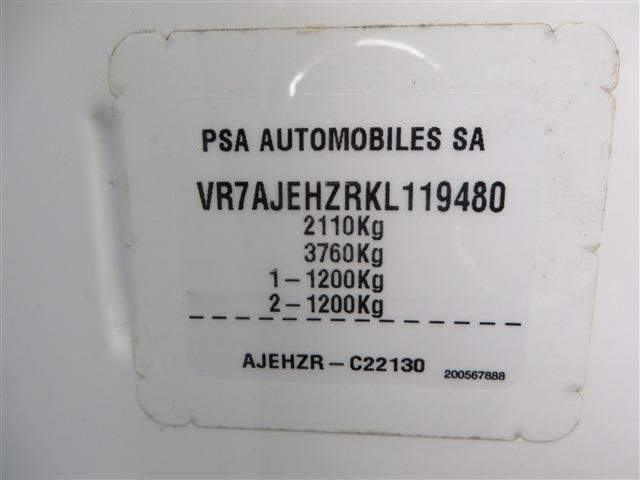 PSA AUTOMOBILES SA
VR7AJEHZRKL119480
2110Kg
3760Kg
1-1200Kg
2-1200Kg
AJEHZR-C22130 200567888